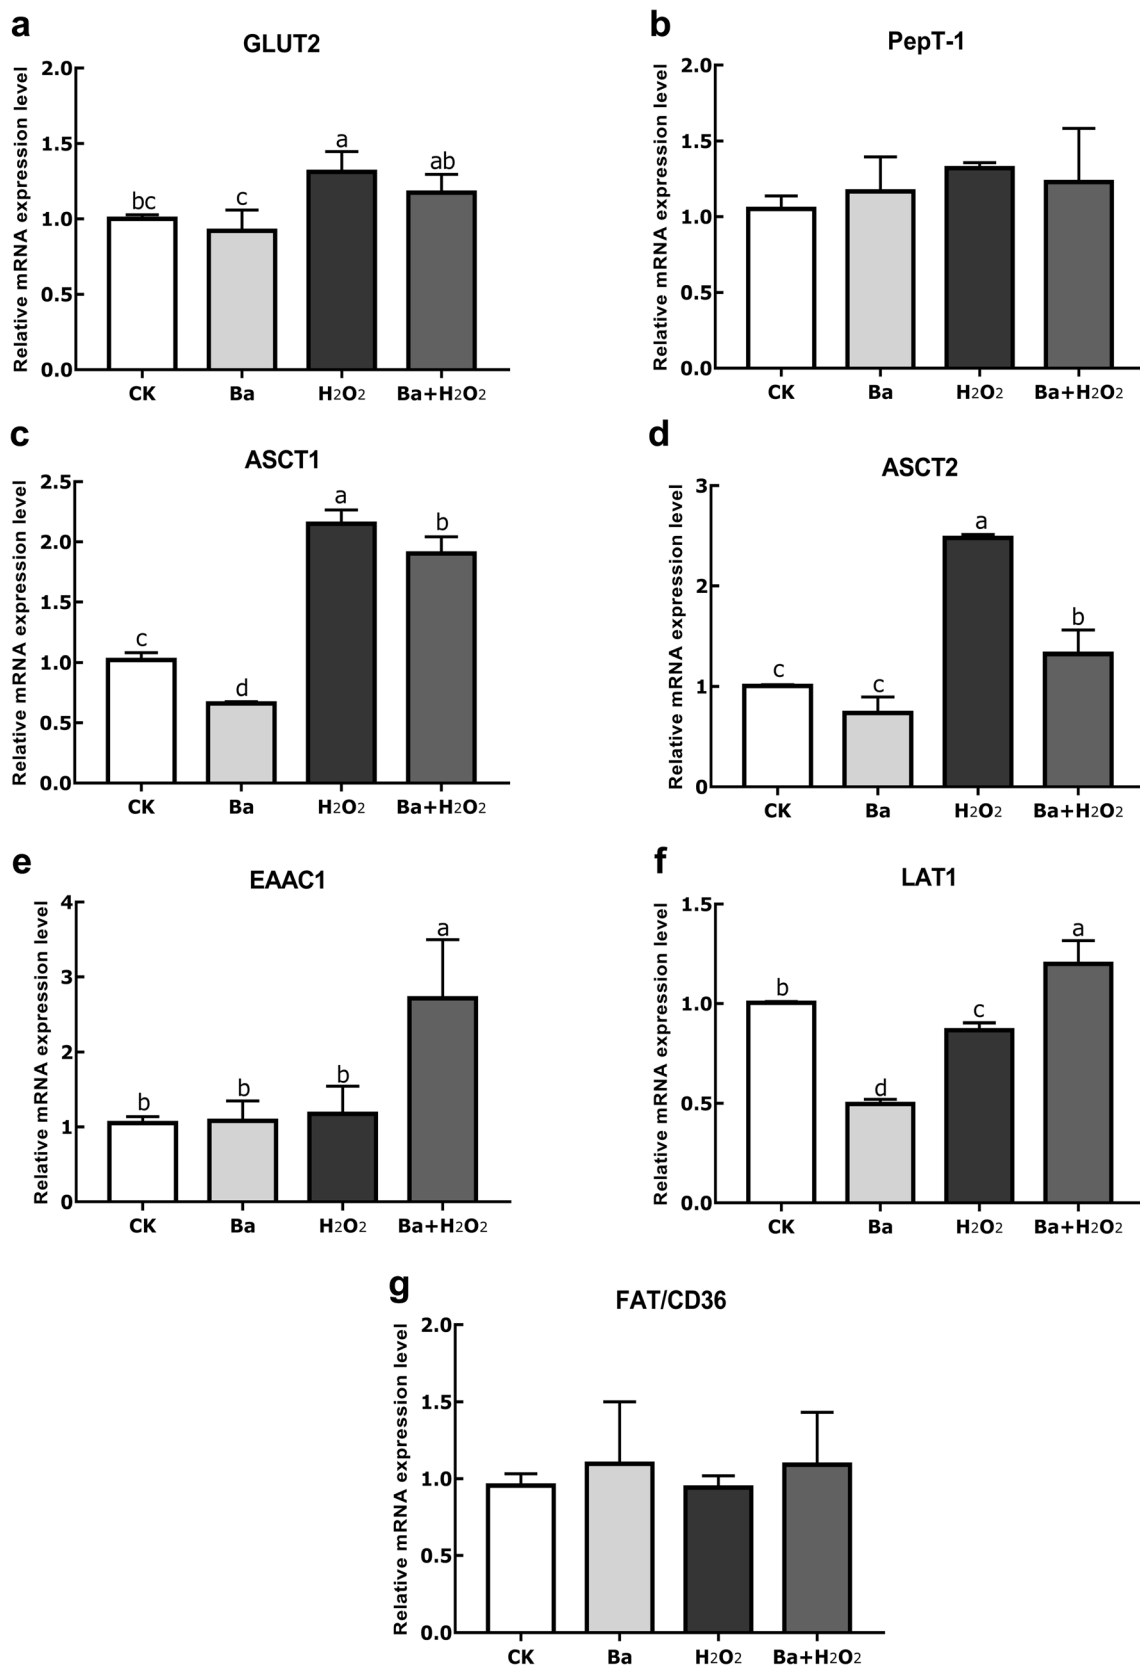 a
GLUT2
Relative mRNA expression level
2.0
1.5
1.0
0.5
0.0
bc
c
a
ab
CK Ba H2O2 Ba+H2O2
b
PepT-1
Relative mRNA expression level
2.0
1.5
1.0
0.5
0.0
CK Ba H2O2 Ba+H2O2
c
ASCT1
Relative mRNA expression level
2.5
2.0
1.5
1.0
0.5
0.0
c
d
a
b
CK Ba H2O2 Ba+H2O2
d
ASCT2
Relative mRNA expression level
3
2
1
0
c
c
a
b
CK Ba H2O2 Ba+H2O2
e
EAAC1
Relative mRNA expression level
4
3
2
1
0
b
b
b
a
CK Ba H2O2 Ba+H2O2
f
LAT1
Relative mRNA expression level
1.5
1.0
0.5
0.0
b
d
c
a
CK Ba H2O2 Ba+H2O2
g
FAT/CD36
Relative mRNA expression level
2.0
1.5
1.0
0.5
0.0
CK Ba H2O2 Ba+H2O2